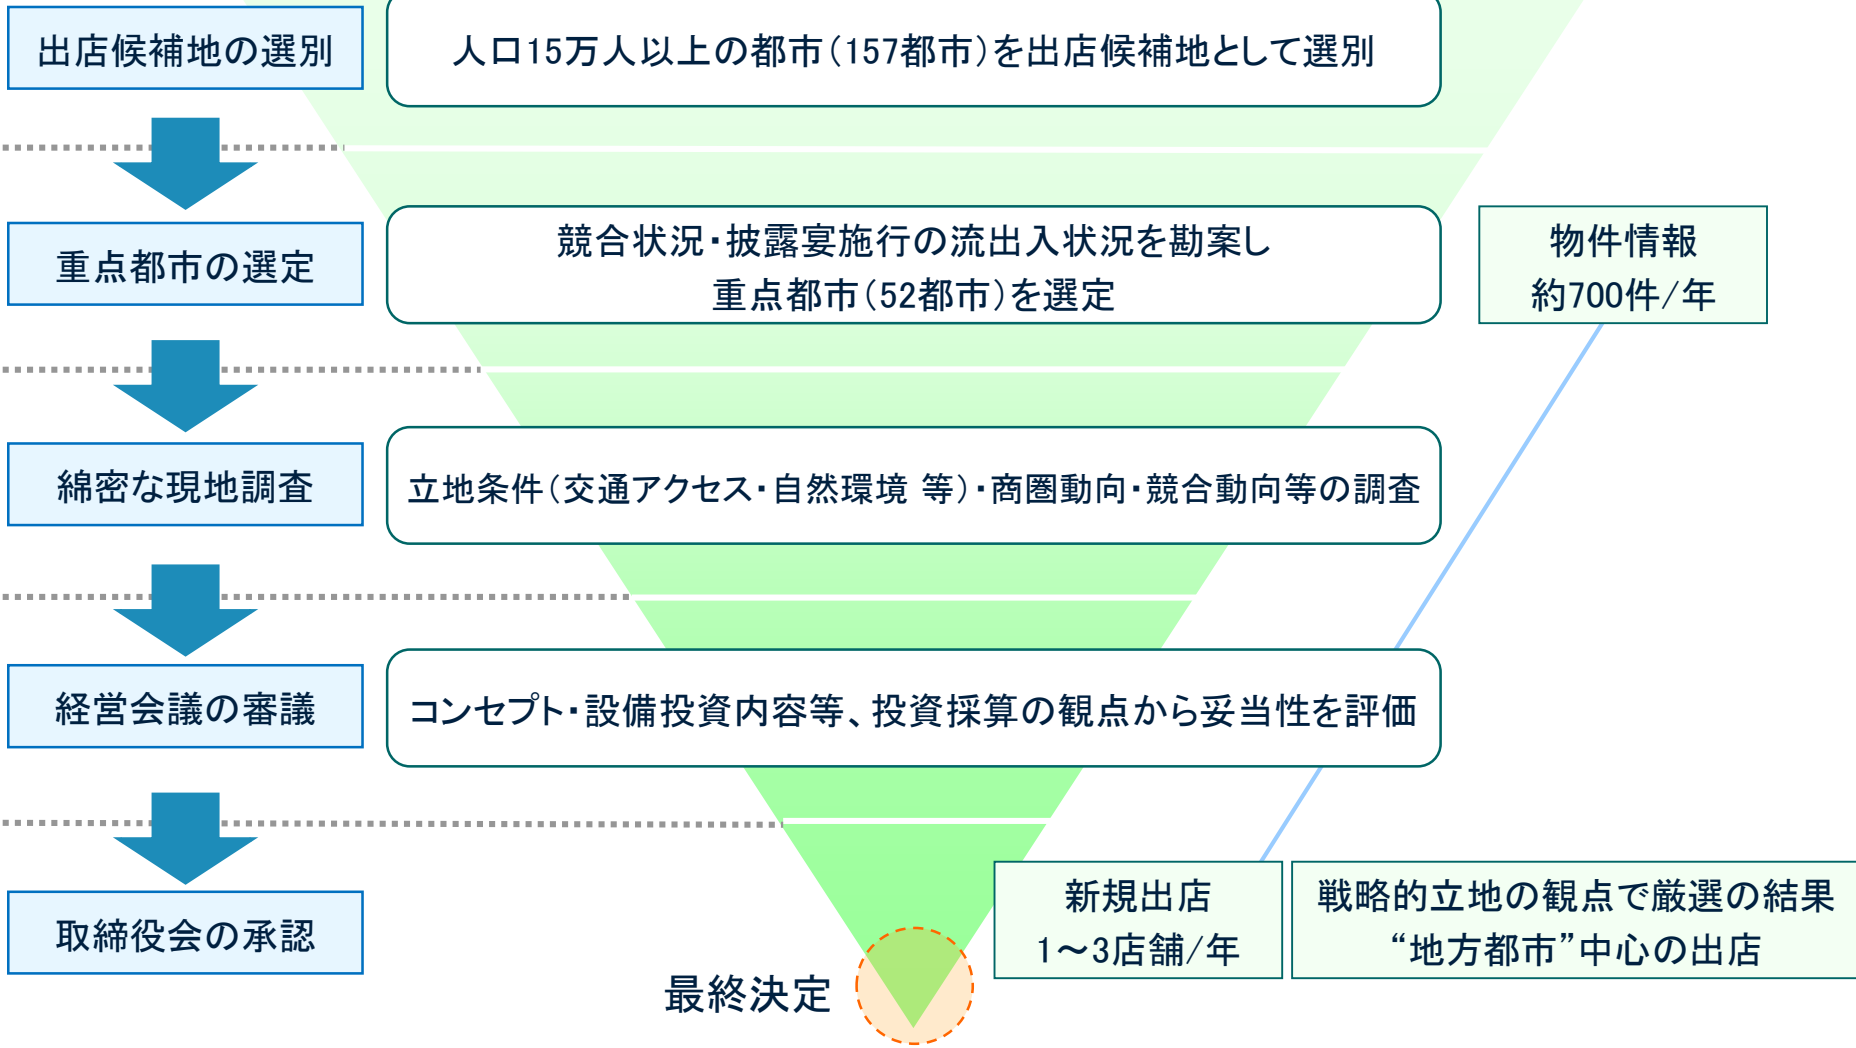 出店候補地の選別
人口15万人以上の都市（157都市）を出店候補地として選別
重点都市の選定
競合状況・披露宴施行の流出入状況を勘案し
重点都市（52都市）を選定
物件情報
約700件/年
綿密な現地調査
立地条件（交通アクセス・自然環境 等）・商圏動向・競合動向等の調査
経営会議の審議
コンセプト・設備投資内容等、投資採算の観点から妥当性を評価
取締役会の承認
新規出店
1～3店舗/年
戦略的立地の観点で厳選の結果
“地方都市”中心の出店
最終決定